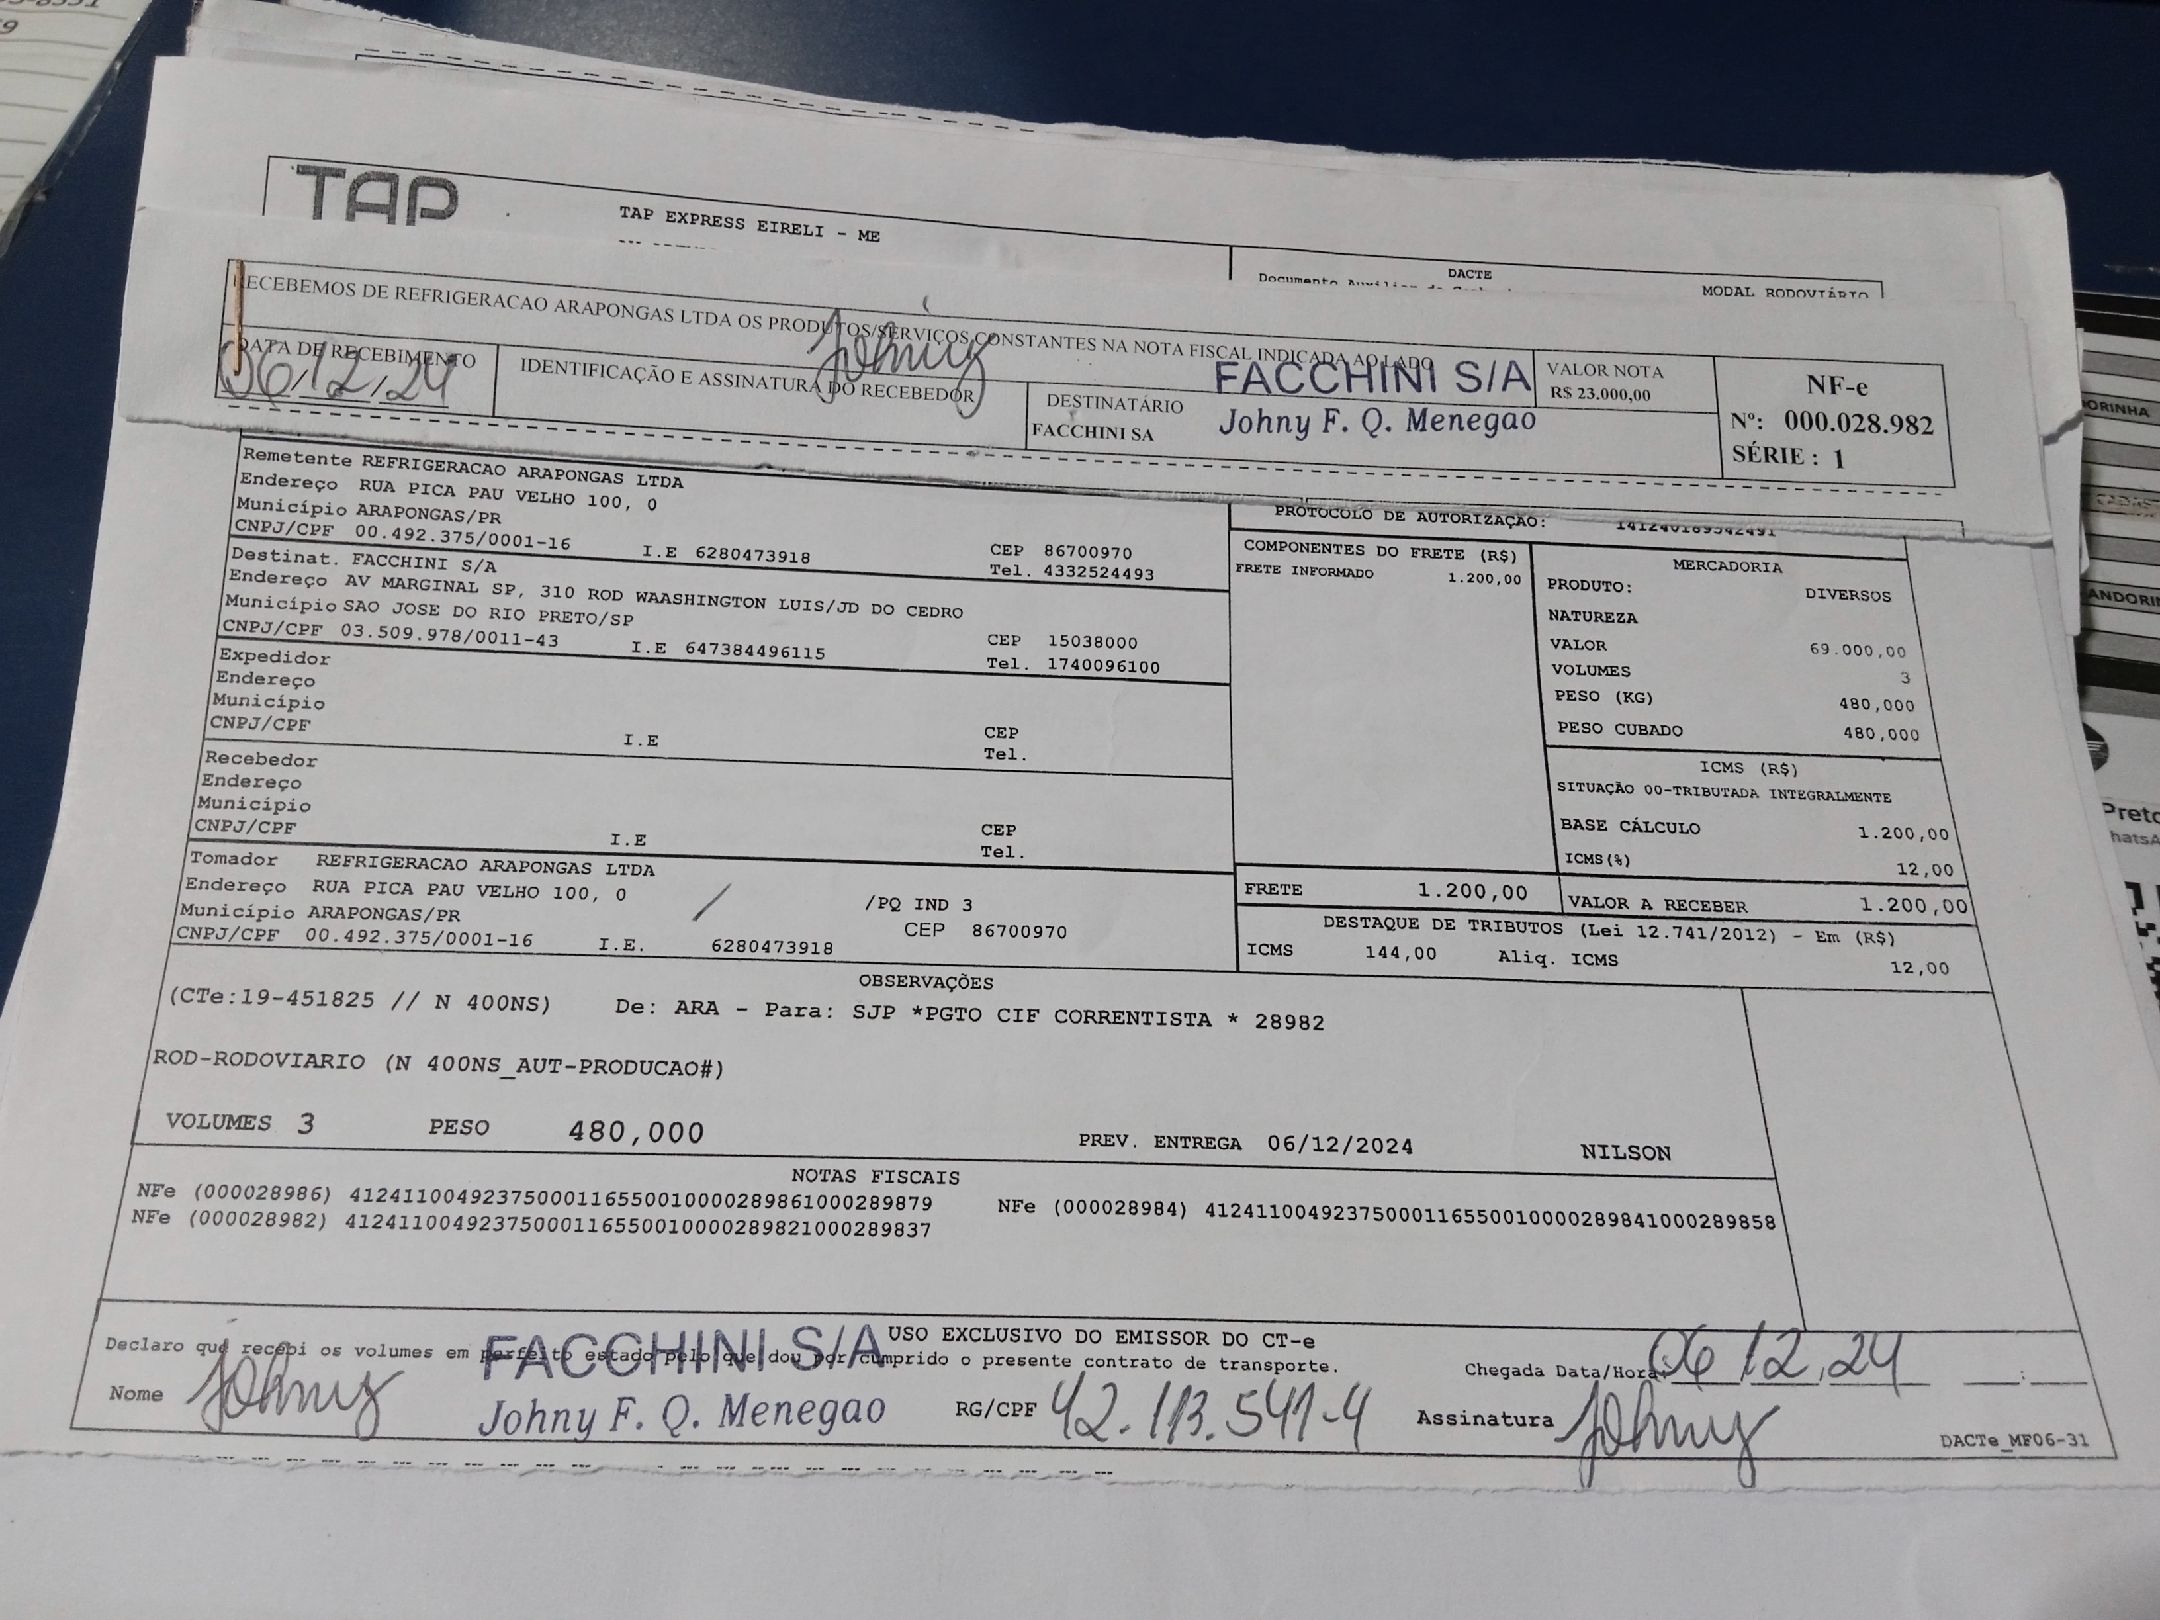 TAP
TAP EXPRESS EIRELI - ME
DACTE
MODAL RODOVIÁRIO
RECEBEMOS DE REFRIGERACAO ARAPONGAS LTDA OS PRODUTOS/SERVIÇOS CONSTANTES NA NOTA FISCAL INDICADA AO LADO
DATA DE RECEBIMENTO
06/12/24
IDENTIFICAÇÃO E ASSINATURA DO RECEBEDOR
Johny
DESTINATÁRIO
FACCHINI SA
FACCHINI S/A
Johny F. Q. Menegao
VALOR NOTA
R$ 23.000,00
NF-e
Nº: 000.028.982
SÉRIE : 1
Remetente REFRIGERACAO ARAPONGAS LTDA
Endereço RUA PICA PAU VELHO 100, 0
Município ARAPONGAS/PR
CNPJ/CPF 00.492.375/0001-16 I.E 6280473918 CEP 86700970
Tel. 4332524493
Destinat. FACCHINI S/A
Endereço AV MARGINAL SP, 310 ROD WAASHINGTON LUIS/JD DO CEDRO
Município SAO JOSE DO RIO PRETO/SP
CNPJ/CPF 03.509.978/0011-43 I.E 647384496115 CEP 15038000
Tel. 1740096100
Expedidor
Endereço
Município
CNPJ/CPF I.E CEP
Tel.
Recebedor
Endereço
Município
CNPJ/CPF I.E CEP
Tel.
Tomador REFRIGERACAO ARAPONGAS LTDA
Endereço RUA PICA PAU VELHO 100, 0 /PQ IND 3
Município ARAPONGAS/PR CEP 86700970
CNPJ/CPF 00.492.375/0001-16 I.E. 6280473918
PROTOCOLO DE AUTORIZAÇÃO: 141240189542491
COMPONENTES DO FRETE (R$)
FRETE INFORMADO 1.200,00
MERCADORIA
PRODUTO: DIVERSOS
NATUREZA
VALOR 69.000,00
VOLUMES 3
PESO (KG) 480,000
PESO CUBADO 480,000
ICMS (R$)
SITUAÇÃO 00-TRIBUTADA INTEGRALMENTE
BASE CÁLCULO 1.200,00
ICMS(%) 12,00
FRETE 1.200,00 VALOR A RECEBER 1.200,00
DESTAQUE DE TRIBUTOS (Lei 12.741/2012) - Em (R$)
ICMS 144,00 Aliq. ICMS 12,00
OBSERVAÇÕES
(CTe:19-451825 // N 400NS) De: ARA - Para: SJP *PGTO CIF CORRENTISTA * 28982
ROD-RODOVIARIO (N 400NS_AUT-PRODUCAO#)
VOLUMES 3 PESO 480,000 PREV. ENTREGA 06/12/2024 NILSON
NOTAS FISCAIS
NFe (000028986) 41241100492375000116550010000289861000289879 NFe (000028984) 41241100492375000116550010000289841000289858
NFe (000028982) 41241100492375000116550010000289821000289837
USO EXCLUSIVO DO EMISSOR DO CT-e
Declaro que recebi os volumes em perfeito estado pelo que dou por cumprido o presente contrato de transporte.
FACCHINI S/A
Johny F. Q. Menegao
Chegada Data/Hora: 06/12/24 __:__
Nome Johny RG/CPF 42.113.541-4 Assinatura Johny
DACTe_MF06-31